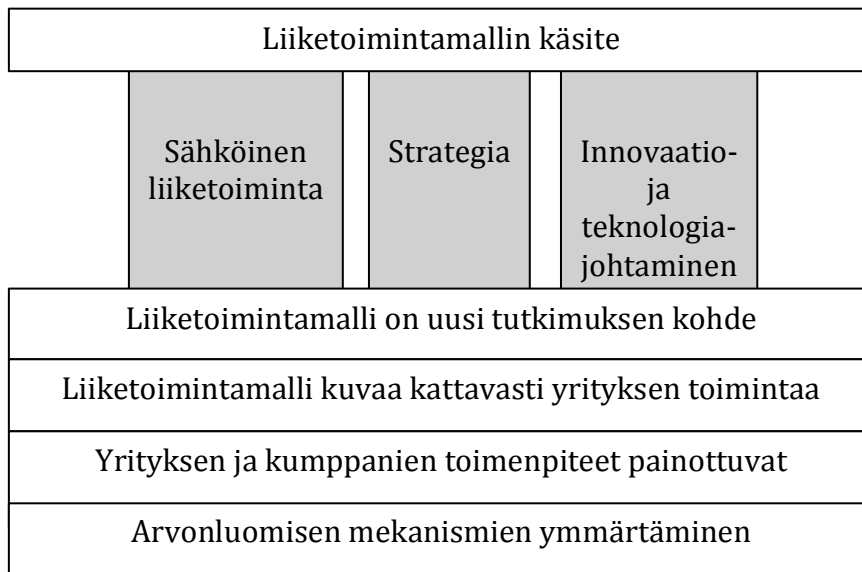 Liiketoimintamallin käsite
Sähköinen
liiketoiminta
Strategia
Innovaatio-
ja
teknologia-
johtaminen
Liiketoimintamalli on uusi tutkimuksen kohde
Liiketoimintamalli kuvaa kattavasti yrityksen toimintaa
Yrityksen ja kumppanien toimenpiteet painottuvat
Arvonluomisen mekanismien ymmärtäminen